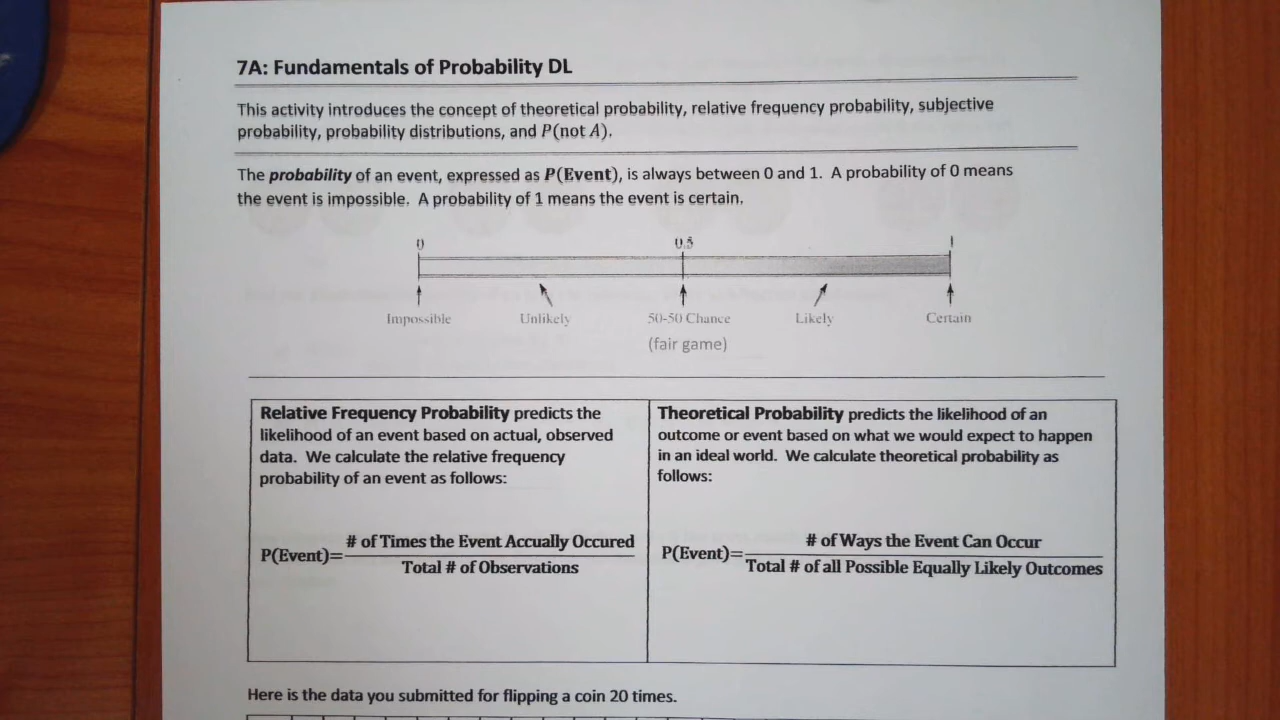 7A: Fundamentals of Probability DL
This activity introduces the concept of theoretical probability, relative frequency probability, subjective
probability, probability distributions, and P(not A).
The probability of an event, expressed as P(Event), is always between 0 and 1. A probability of 0 means
the event is impossible. A probability of 1 means the event is certain.
0 0.5 1
Impossible Unlikely 50-50 Chance Likely Certain
(fair game)
Relative Frequency Probability predicts the
likelihood of an event based on actual, observed
data. We calculate the relative frequency
probability of an event as follows:
P(Event)=
# of Times the Event Accually Occured
Total # of Observations
Theoretical Probability predicts the likelihood of an
outcome or event based on what we would expect to happen
in an ideal world. We calculate theoretical probability as
follows:
P(Event)=
# of Ways the Event Can Occur
Total # of all Possible Equally Likely Outcomes
Here is the data you submitted for flipping a coin 20 times.